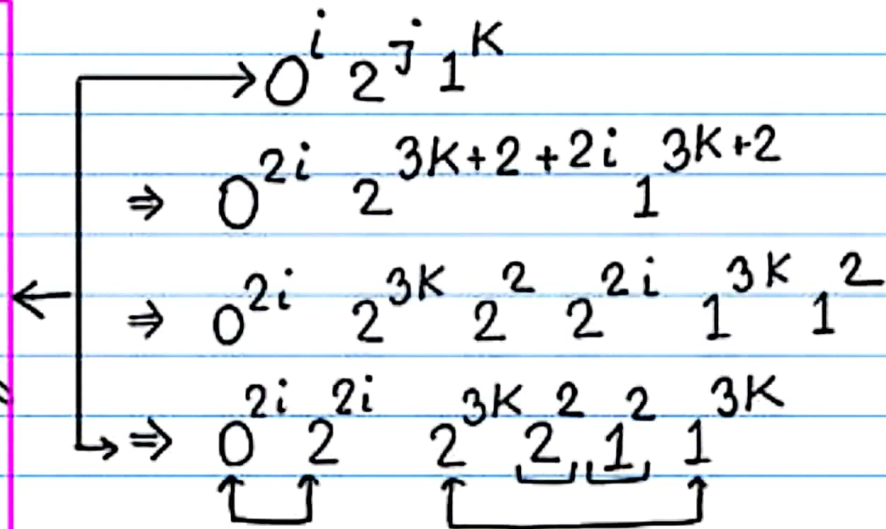 0^i 2^j 1^K
⇒ 0^{2i} 2^{3K+2+2i} 1^{3K+2}
⇒ 0^{2i} 2^{3K} 2^2 2^{2i} 1^{3K} 1^2
⇒ 0^{2i} 2^{2i} 2^{3K} 2^2 1^2 1^{3K}